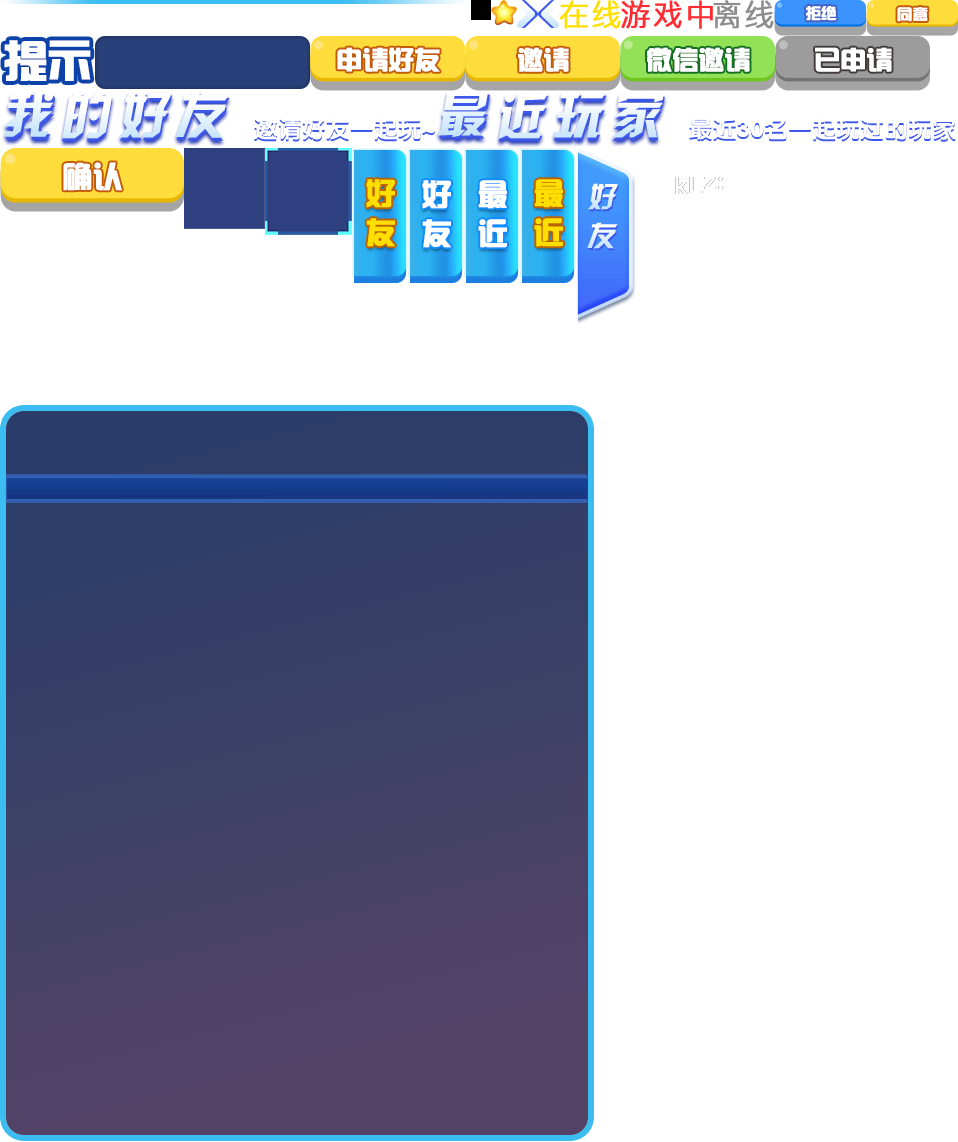 在线 游戏中 离线 拒绝 同意
提示 申请好友 邀请 微信邀请 已申请
我的好友 邀请好友一起玩~ 最近玩家 最近30名一起玩过的玩家
确认
好友
好友
最近
最近
好友